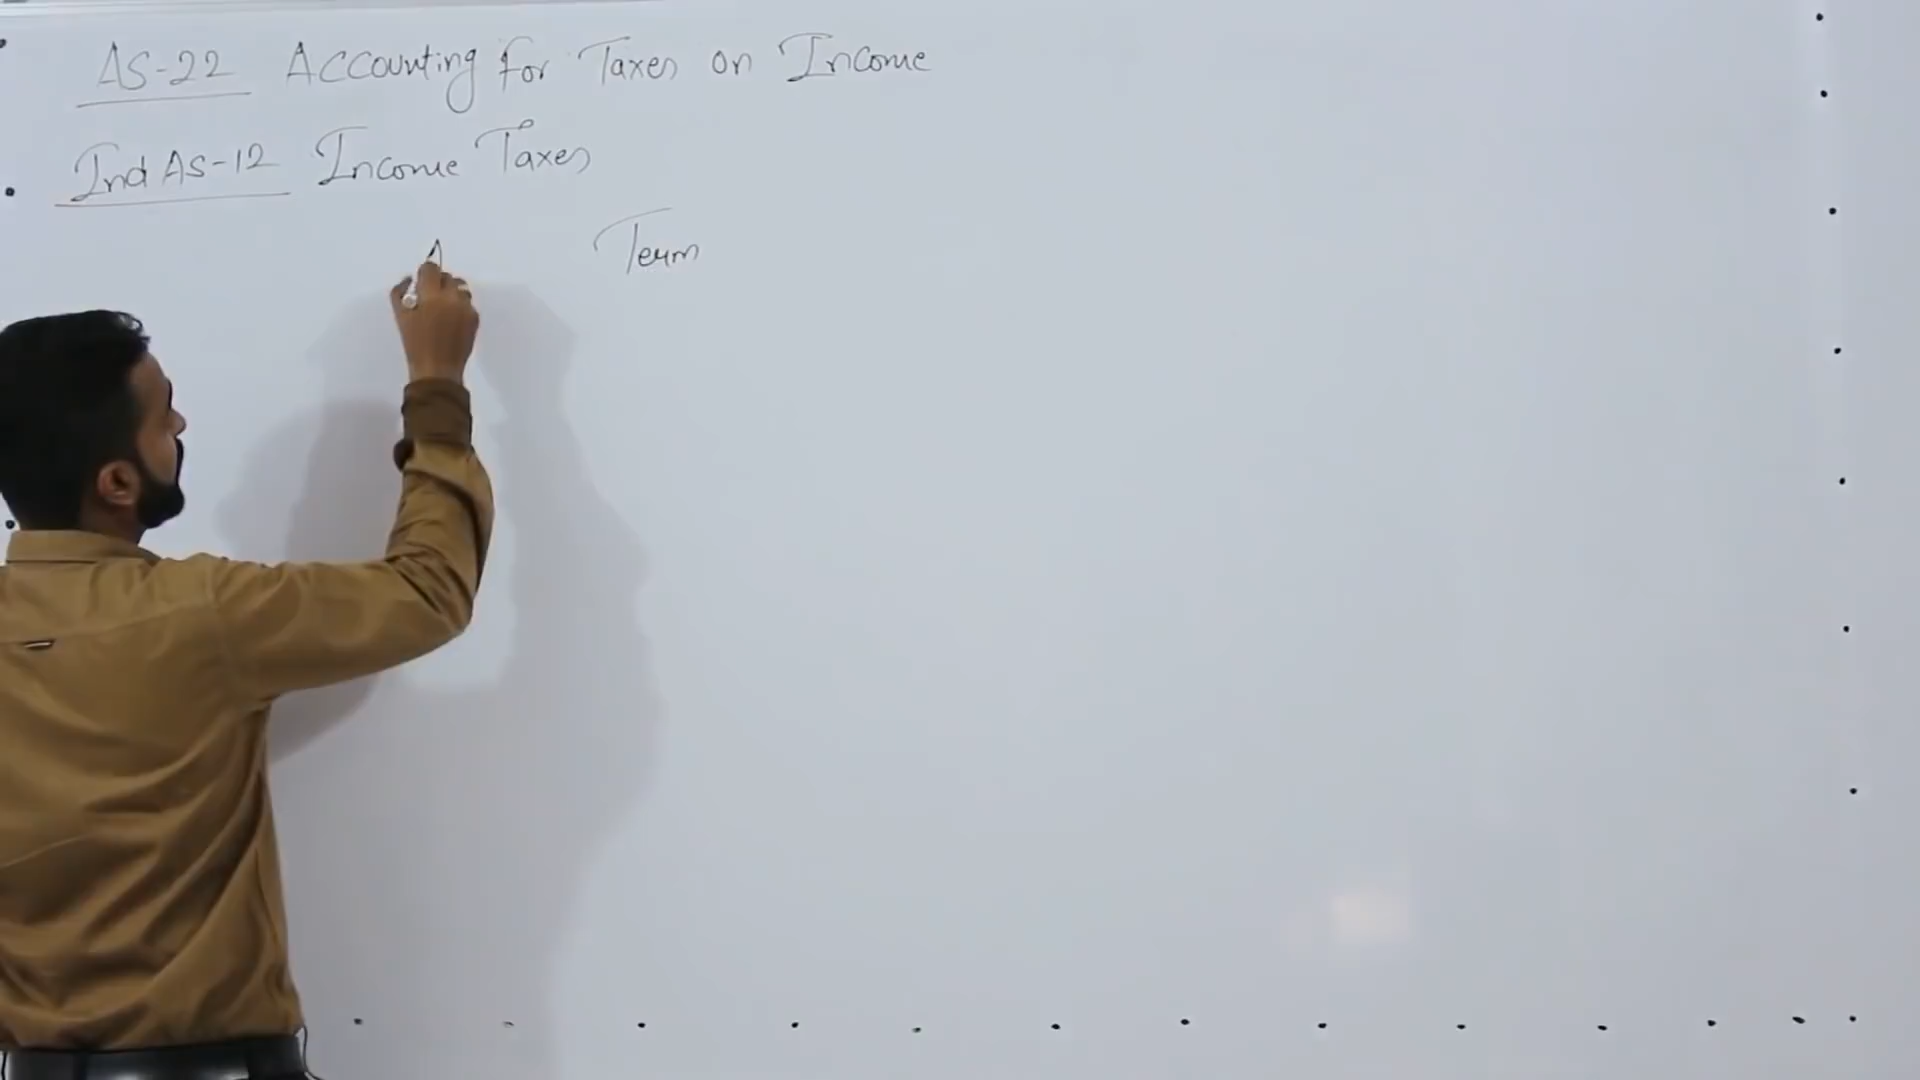 AS-22 Accounting for Taxes on Income
Ind AS-12 Income Taxes
Term